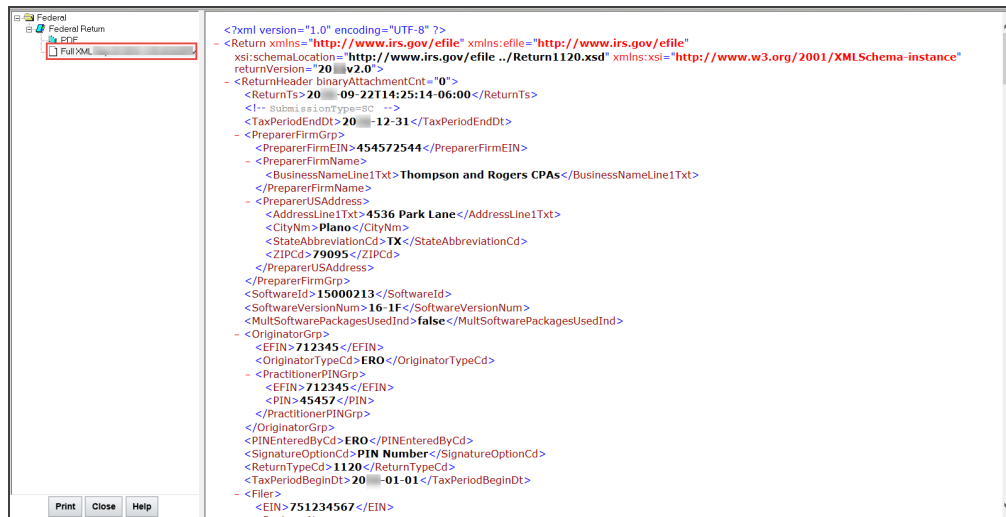 Federal
Federal Return
PDF
Full XML
Print Close Help
<?xml version="1.0" encoding="UTF-8" ?>
- <Return xmlns="http://www.irs.gov/efile" xmlns:efile="http://www.irs.gov/efile"
xsi:schemaLocation="http://www.irs.gov/efile ../Return1120.xsd" xmlns:xsi="http://www.w3.org/2001/XMLSchema-instance"
returnVersion="20 v2.0">
- <ReturnHeader binaryAttachmentCnt="0">
<ReturnTs>20 -09-22T14:25:14-06:00</ReturnTs>
<!-- SubmissionType=SC -->
<TaxPeriodEndDt>20 -12-31</TaxPeriodEndDt>
- <PreparerFirmGrp>
<PreparerFirmEIN>454572544</PreparerFirmEIN>
- <PreparerFirmName>
<BusinessNameLine1Txt>Thompson and Rogers CPAs</BusinessNameLine1Txt>
</PreparerFirmName>
- <PreparerUSAddress>
<AddressLine1Txt>4536 Park Lane</AddressLine1Txt>
<CityNm>Plano</CityNm>
<StateAbbreviationCd>TX</StateAbbreviationCd>
<ZIPCd>79095</ZIPCd>
</PreparerUSAddress>
</PreparerFirmGrp>
<SoftwareId>15000213</SoftwareId>
<SoftwareVersionNum>16-1F</SoftwareVersionNum>
<MultSoftwarePackagesUsedInd>false</MultSoftwarePackagesUsedInd>
- <OriginatorGrp>
<EFIN>712345</EFIN>
<OriginatorTypeCd>ERO</OriginatorTypeCd>
- <PractitionerPINGrp>
<EFIN>712345</EFIN>
<PIN>45457</PIN>
</PractitionerPINGrp>
</OriginatorGrp>
<PINEnteredByCd>ERO</PINEnteredByCd>
<SignatureOptionCd>PIN Number</SignatureOptionCd>
<ReturnTypeCd>1120</ReturnTypeCd>
<TaxPeriodBeginDt>20 -01-01</TaxPeriodBeginDt>
- <Filer>
<EIN>751234567</EIN>